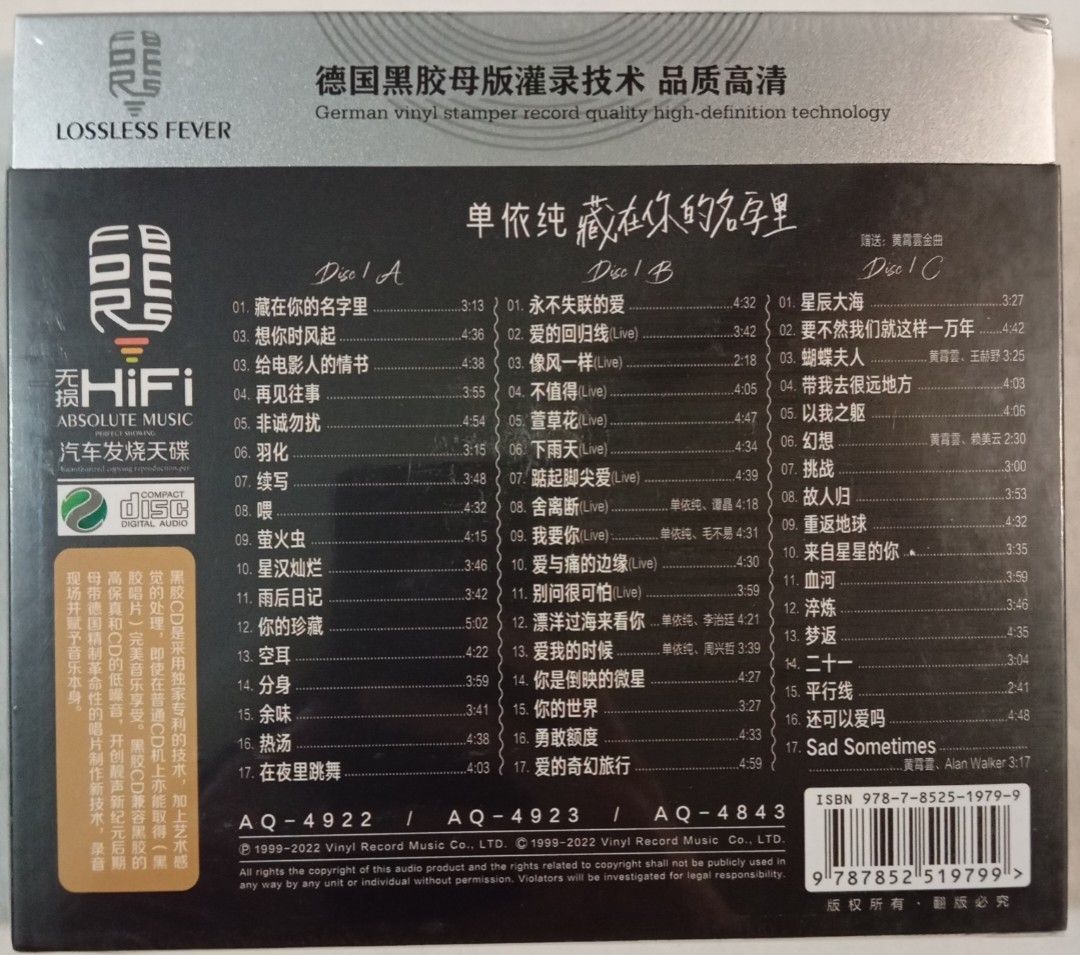 LOSSLESS FEVER
德国黑胶母版灌录技术 品质高清
German vinyl stamper record quality high-definition technology
无损HiFi
ABSOLUTE MUSIC
PERFECT SHOWING
汽车发烧天碟
COMPACT
disc
DIGITAL AUDIO
黑胶CD是采用独家专利的技术，加上艺术感
觉的处理，即使在普通CD机上亦能取得（黑
胶唱片）完美音乐享受。黑胶CD兼容黑胶的
高保真和CD的低噪音，开创靓声新纪元后期
母带德国精制革命性的唱片制作新技术，录音
现场并赋予音乐本身。
单依纯 藏在你的名字里
Disc / A
01. 藏在你的名字里 3:13
03. 想你时风起 4:36
03. 给电影人的情书 4:38
04. 再见往事 3:55
05. 非诚勿扰 4:54
06. 羽化 3:15
07. 续写 3:48
08. 喂 4:32
09. 萤火虫 4:15
10. 星汉灿烂 3:46
11. 雨后日记 3:42
12. 你的珍藏 5:02
13. 空耳 4:22
14. 分身 3:59
15. 余味 3:41
16. 热汤 4:38
17. 在夜里跳舞 4:03
Disc / B
01. 永不失联的爱 4:32
02. 爱的回归线(Live) 3:42
03. 像风一样(Live) 2:18
04. 不值得(Live) 4:05
05. 萱草花(Live) 4:47
06. 下雨天(Live) 4:34
07. 踮起脚尖爱(Live) 4:39
08. 舍离断(Live) 单依纯、谭晶 4:18
09. 我要你(Live) 单依纯、毛不易 4:31
10. 爱与痛的边缘(Live) 4:30
11. 别问很可怕(Live) 3:59
12. 漂洋过海来看你 单依纯、李治廷 4:21
13. 爱我的时候 单依纯、周兴哲 3:39
14. 你是倒映的微星 4:27
15. 你的世界 3:27
16. 勇敢额度 4:33
17. 爱的奇幻旅行 4:59
赠送：黄霄雲金曲
Disc / C
01. 星辰大海 3:27
02. 要不然我们就这样一万年 4:42
03. 蝴蝶夫人 黄霄雲、王赫野 3:25
04. 带我去很远地方 4:03
05. 以我之躯 4:06
06. 幻想 黄霄雲、赖美云 2:30
07. 挑战 3:00
08. 故人归 3:53
09. 重返地球 4:32
10. 来自星星的你 3:35
11. 血河 3:59
12. 淬炼 3:46
13. 梦返 4:35
14. 二十一 3:04
15. 平行线 2:41
16. 还可以爱吗 4:48
17. Sad Sometimes
黄霄雲、Alan Walker 3:17
AQ-4922 / AQ-4923 / AQ-4843
Ⓟ 1999-2022 Vinyl Record Music Co., LTD. © 1999-2022 Vinyl Record Music Co., LTD.
All rights the copyright of this audio product and the rights related to copyright shall not be publicly used in
any way by any unit or individual without permission. Violators will be investigated for legal responsibility.
ISBN 978-7-8525-1979-9
9 787852 519799 >
版权所有·翻版必究